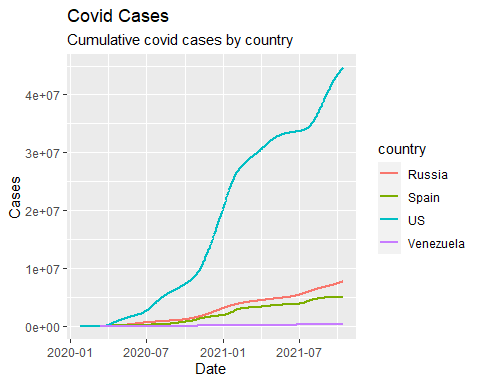 Covid Cases
Cumulative covid cases by country
4e+07
3e+07
2e+07
1e+07
0e+00
Cases
2020-01
2020-07
2021-01
2021-07
Date
country
Russia
Spain
US
Venezuela